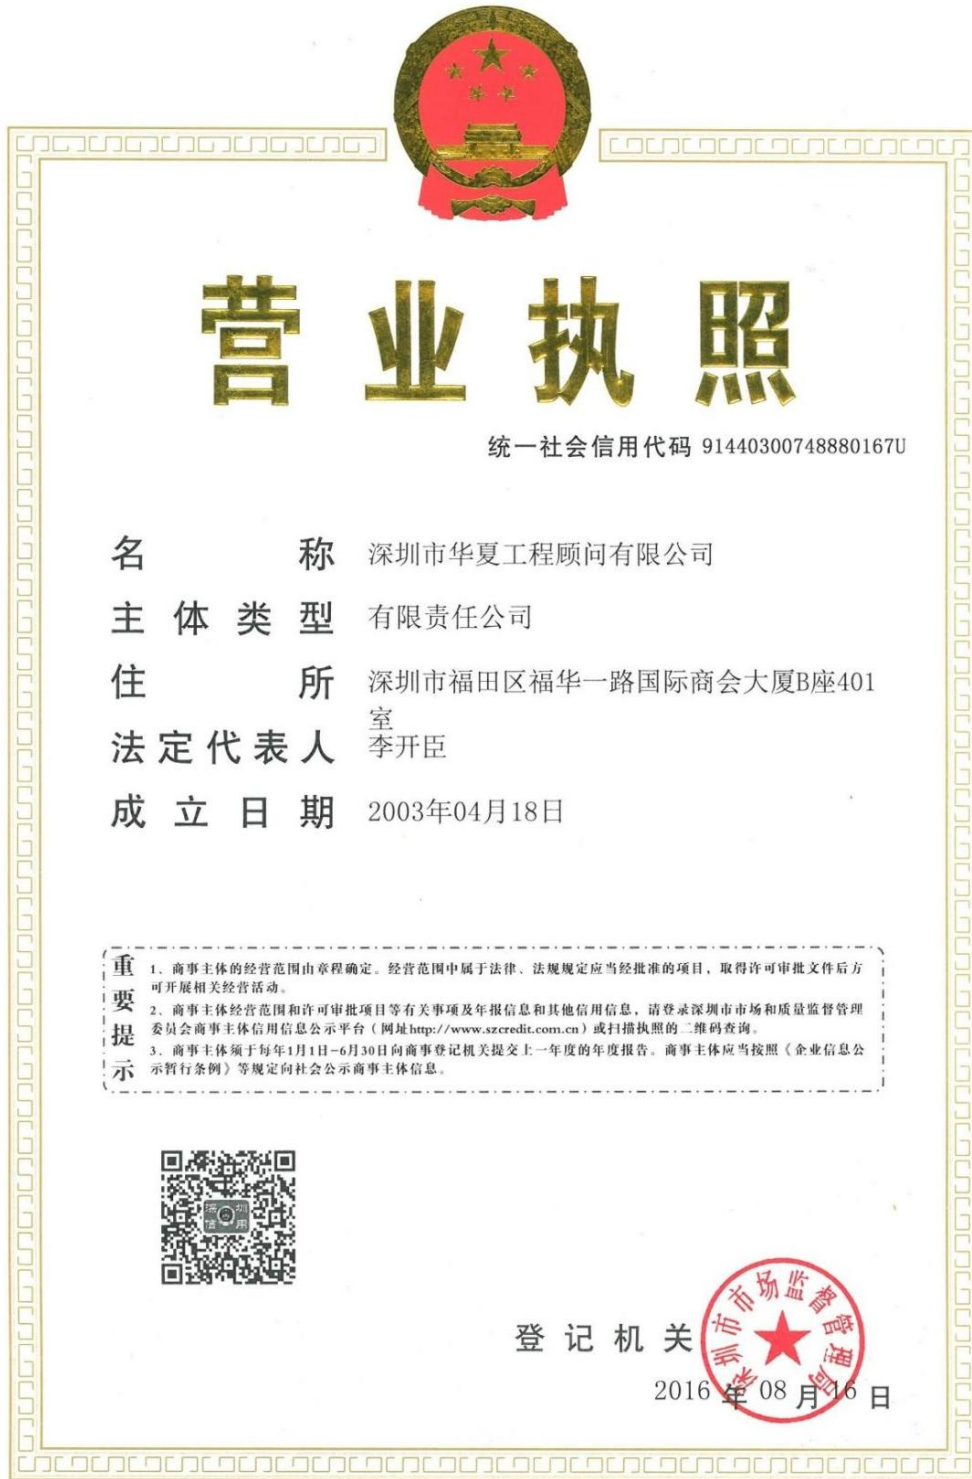 营业执照
统一社会信用代码 91440300748880167U
名称 深圳市华夏工程顾问有限公司
主体类型 有限责任公司
住所 深圳市福田区福华一路国际商会大厦B座401
室
法定代表人 李开臣
成立日期 2003年04月18日
重要提示
1、商事主体的经营范围由章程确定。经营范围中属于法律、法规规定应当经批准的项目，取得许可审批文件后方
可开展相关经营活动。
2、商事主体经营范围和许可审批项目等有关事项及年报信息和其他信用信息，请登录深圳市市场和质量监督管理
委员会商事主体信用信息公示平台（网址http://www.szcredit.com.cn）或扫描执照的二维码查询。
3、商事主体须于每年1月1日-6月30日向商事登记机关提交上一年度的年度报告。商事主体应当按照《企业信息公
示暂行条例》等规定向社会公示商事主体信息。
深圳
信用
登记机关
深圳市市场监督管理局
2016年08月16日